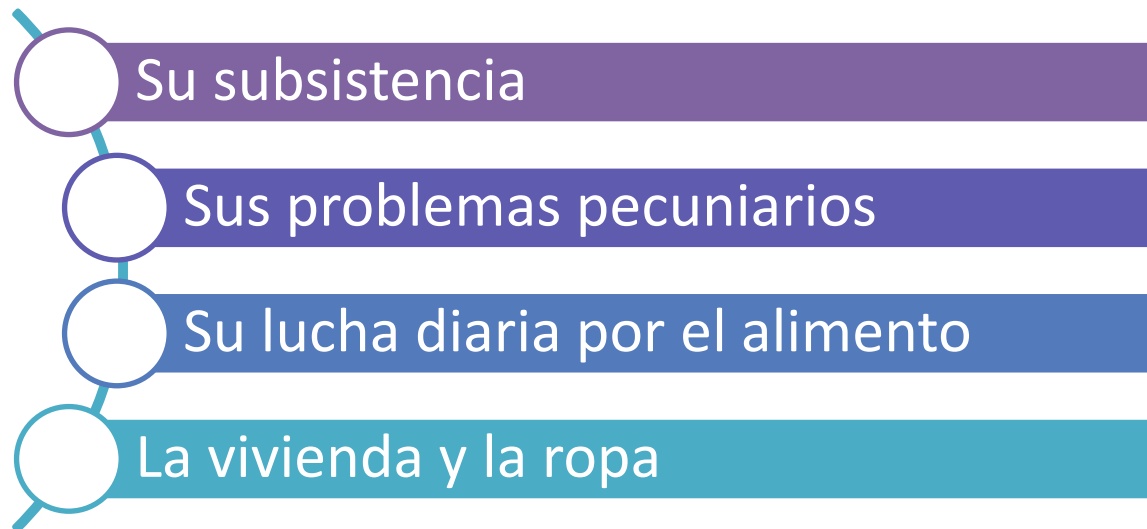 Su subsistencia
Sus problemas pecuniarios
Su lucha diaria por el alimento
La vivienda y la ropa